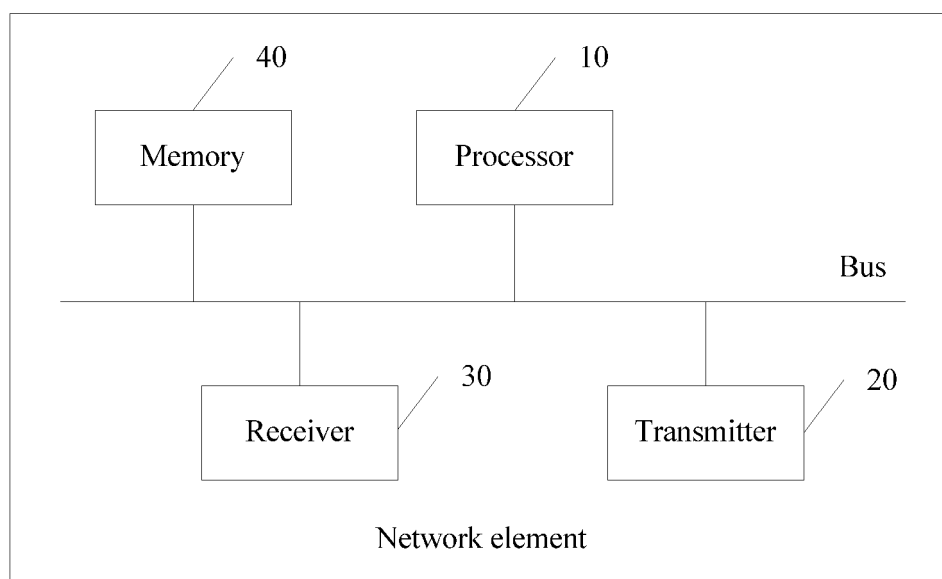 40
10
Memory
Processor
Bus
30
20
Receiver
Transmitter
Network element